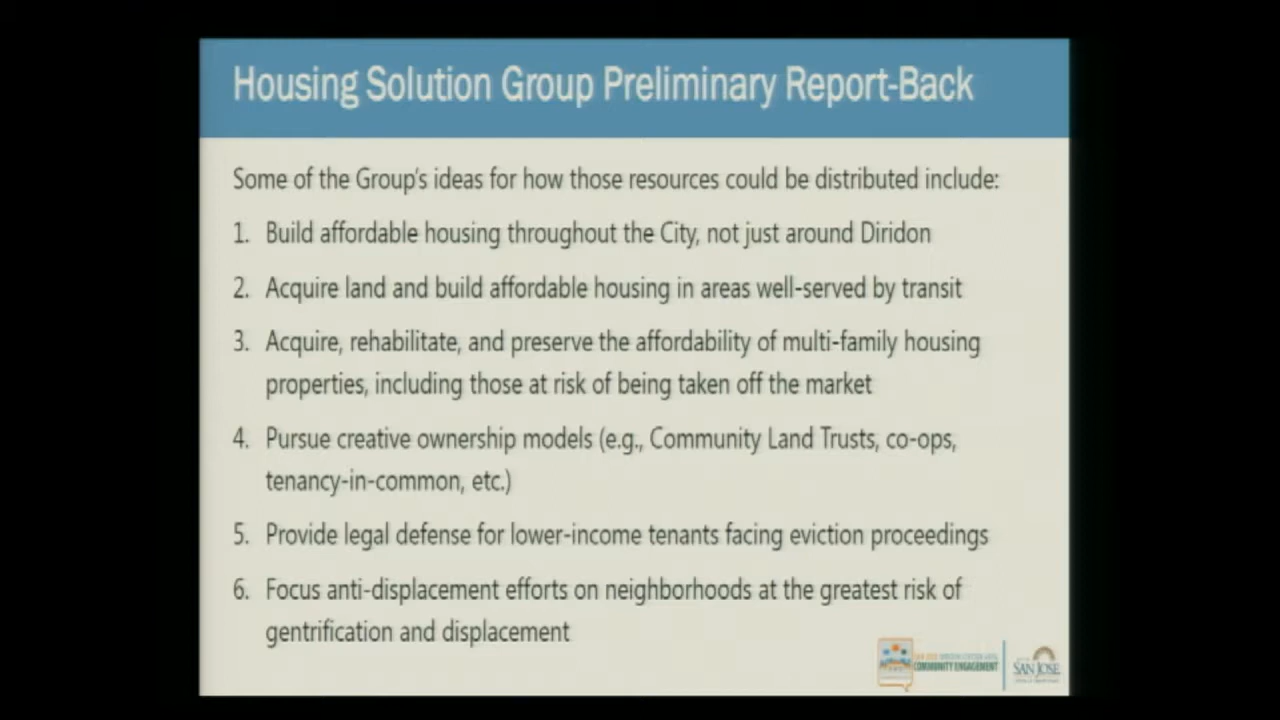 Housing Solution Group Preliminary Report-Back
Some of the Group's ideas for how those resources could be distributed include:
1. Build affordable housing throughout the City, not just around Diridon
2. Acquire land and build affordable housing in areas well-served by transit
3. Acquire, rehabilitate, and preserve the affordability of multi-family housing
properties, including those at risk of being taken off the market
4. Pursue creative ownership models (e.g., Community Land Trusts, co-ops,
tenancy-in-common, etc.)
5. Provide legal defense for lower-income tenants facing eviction proceedings
6. Focus anti-displacement efforts on neighborhoods at the greatest risk of
gentrification and displacement
COMMUNITY ENGAGEMENT
SAN JOSE